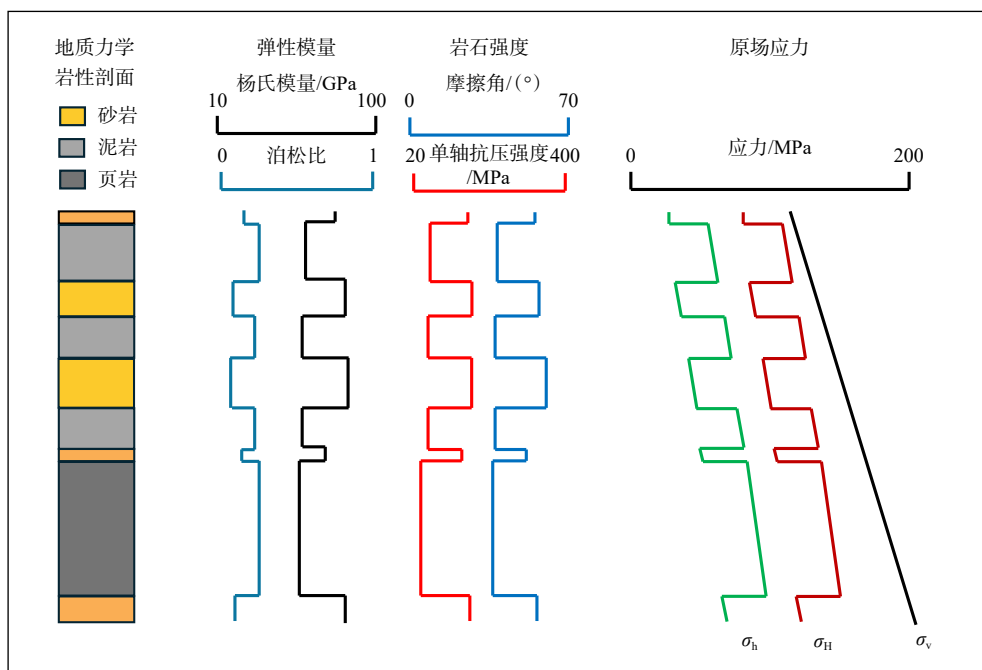 地质力学
岩性剖面
砂岩
泥岩
页岩
弹性模量
杨氏模量/GPa
10 100
0 泊松比 1
岩石强度
摩擦角/(°)
0 70
20 单轴抗压强度 400
/MPa
原场应力
0 应力/MPa 200
σh σH σv